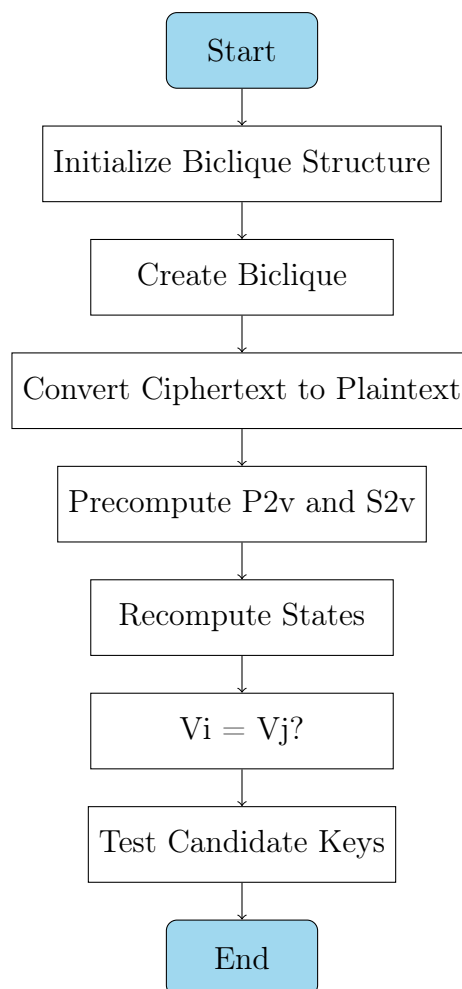 Start
Initialize Biclique Structure
Create Biclique
Convert Ciphertext to Plaintext
Precompute P2v and S2v
Recompute States
Vi = Vj?
Test Candidate Keys
End